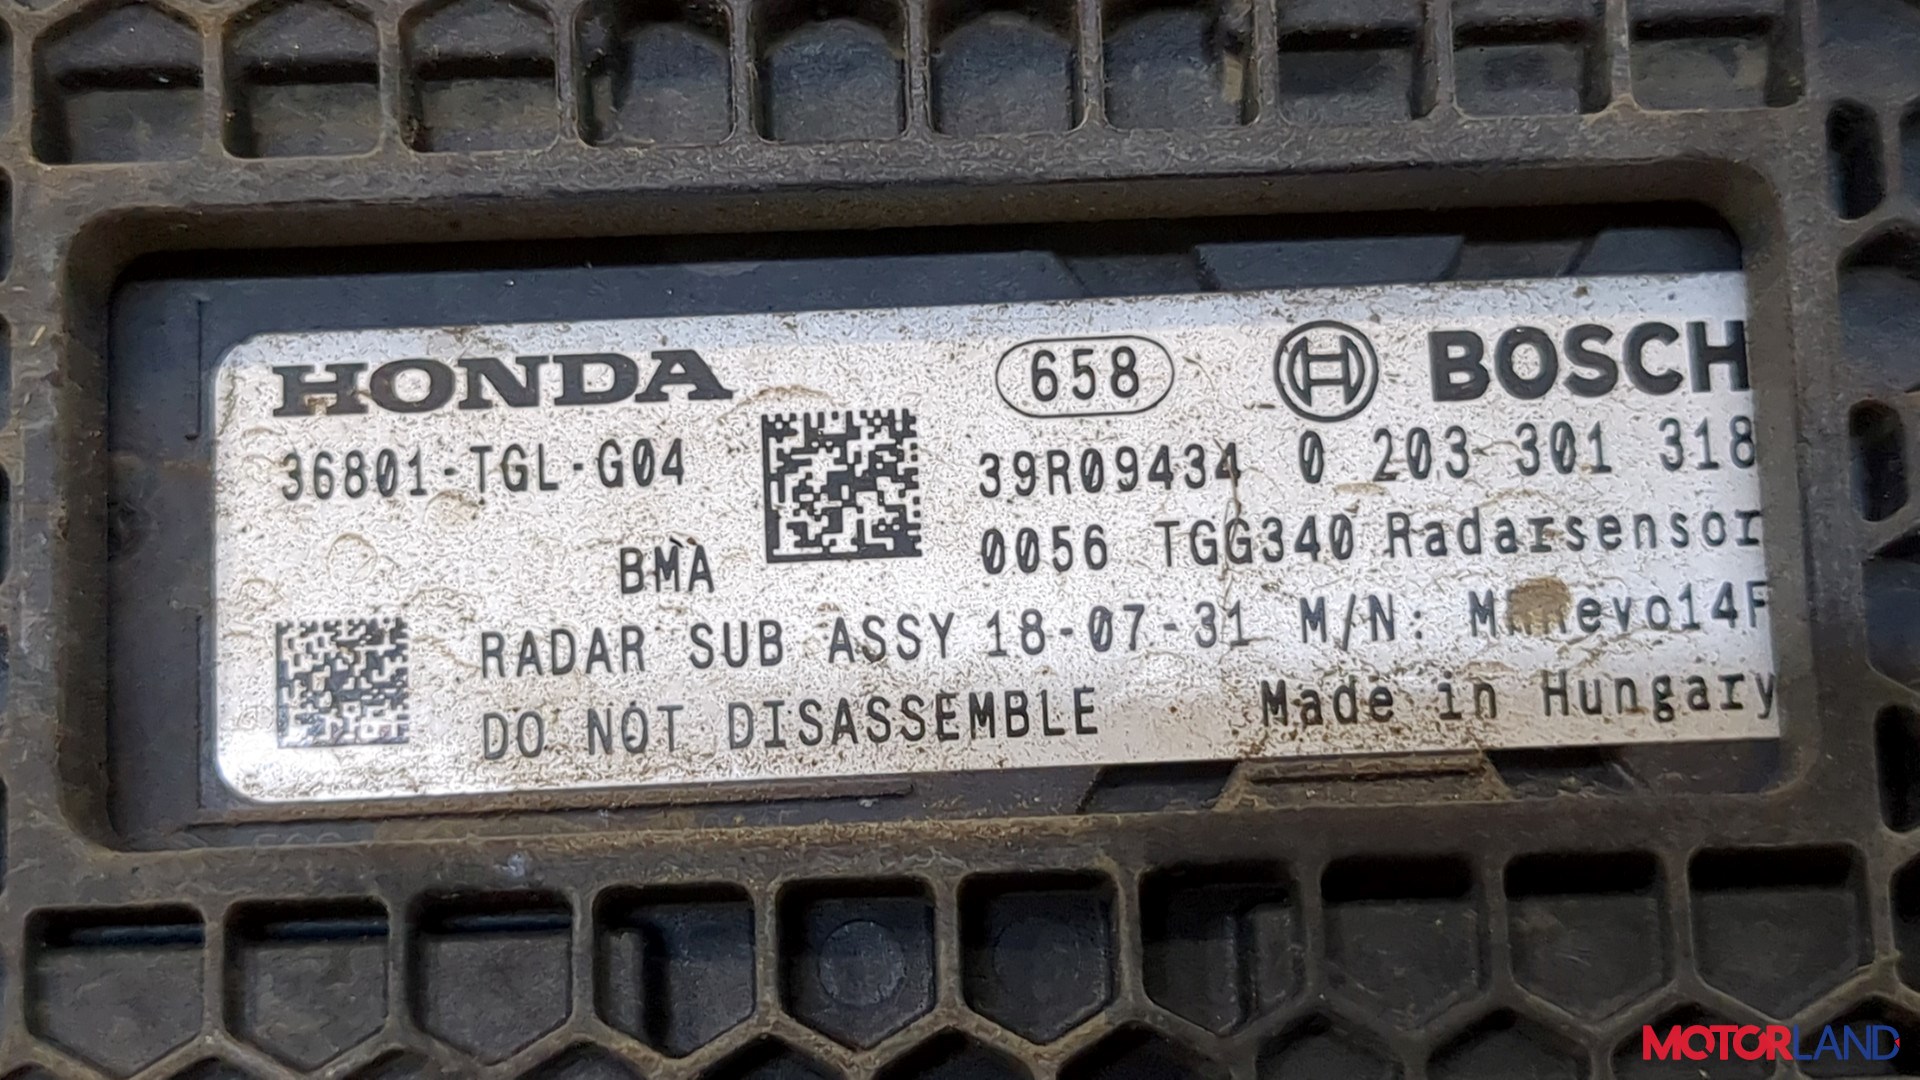 HONDA 658 BOSCH
36801-TGL-G04 39R09434 0 203 301 318
BMA 0056 TGG340 Radarsensor
RADAR SUB ASSY 18-07-31 M/N:
DO NOT DISASSEMBLE Made in Hungary
MOTORLAND